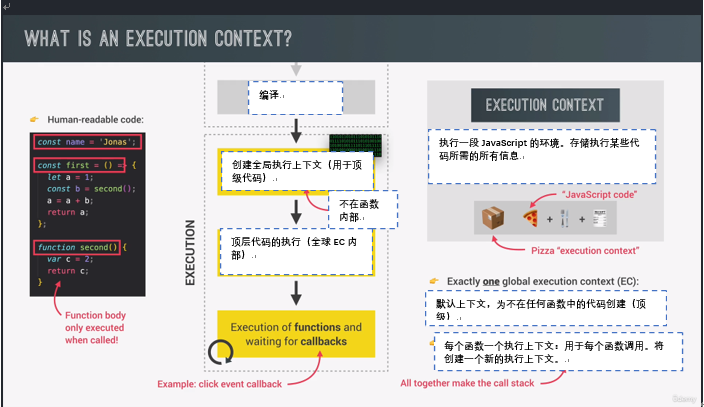 WHAT IS AN EXECUTION CONTEXT?
Human-readable code:
const name = 'Jonas';
const first = () => {
let a = 1;
const b = second();
a = a + b;
return a;
};
function second() {
var c = 2;
return c;
}
Function body
only executed
when called!
编译
EXECUTION
创建全局执行上下文（用于顶
级代码）
不在函数
内部
顶层代码的执行（全球 EC 内
部）
Execution of functions and
waiting for callbacks
Example: click event callback
EXECUTION CONTEXT
执行一段 JavaScript 的环境。存储执行某些代
码所需的所有信息
"JavaScript code"
Pizza "execution context"
Exactly one global execution context (EC):
默认上下文，为不在任何函数中的代码创建（顶
级）
每个函数一个执行上下文：用于每个函数调用。将
创建一个新的执行上下文。
All together make the call stack
Udemy